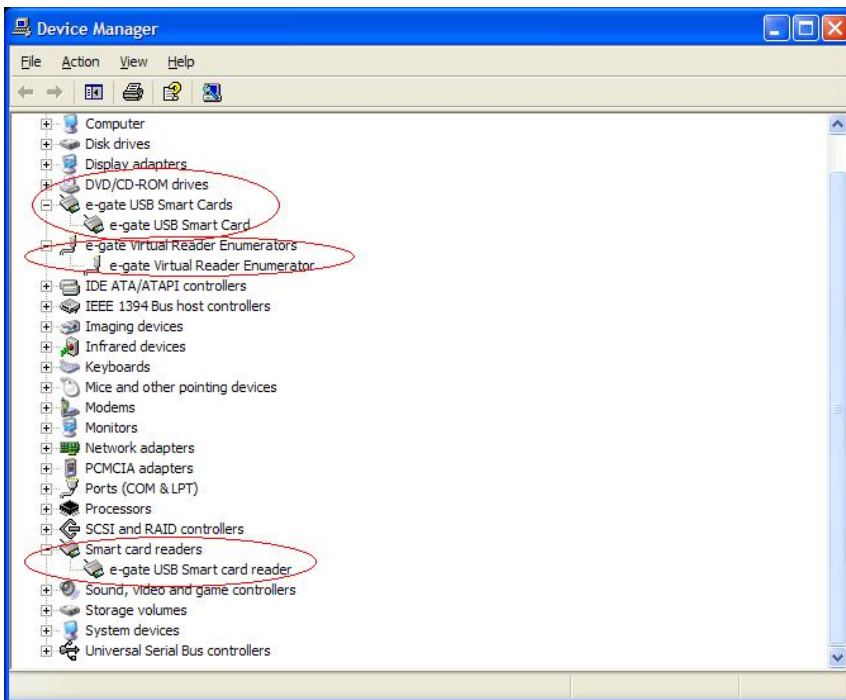 Device Manager
File Action View Help
Computer
Disk drives
Display adapters
DVD/CD-ROM drives
e-gate USB Smart Cards
e-gate USB Smart Card
e-gate Virtual Reader Enumerators
e-gate Virtual Reader Enumerator
IDE ATA/ATAPI controllers
IEEE 1394 Bus host controllers
Imaging devices
Infrared devices
Keyboards
Mice and other pointing devices
Modems
Monitors
Network adapters
PCMCIA adapters
Ports (COM & LPT)
Processors
SCSI and RAID controllers
Smart card readers
e-gate USB Smart card reader
Sound, video and game controllers
Storage volumes
System devices
Universal Serial Bus controllers